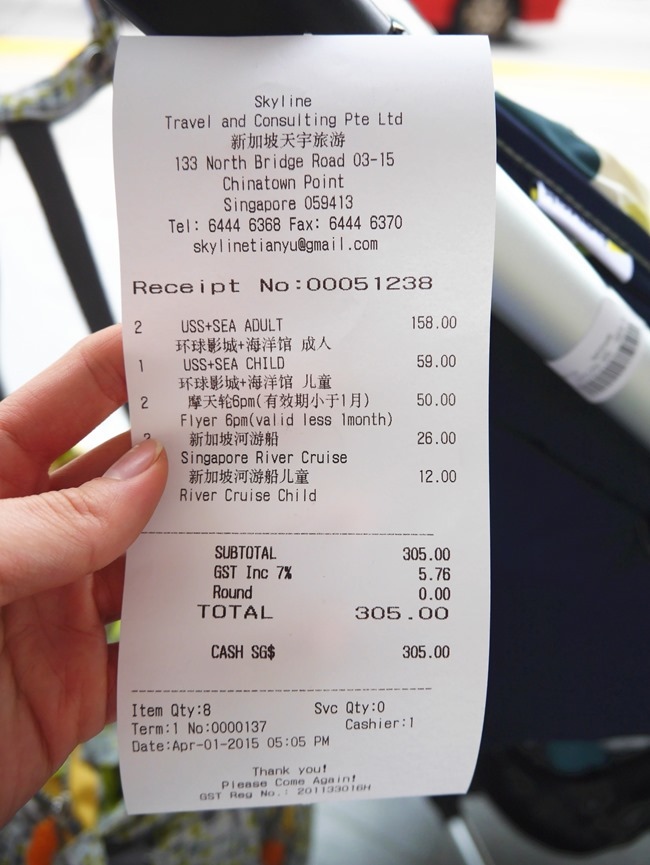 Skyline
Travel and Consulting Pte Ltd
新加坡天宇旅游
133 North Bridge Road 03-15
Chinatown Point
Singapore 059413
Tel: 6444 6368 Fax: 6444 6370
skylinetianyu@gmail.com
Receipt No:00051238
2 USS+SEA ADULT 158.00
环球影城+海洋馆 成人
1 USS+SEA CHILD 59.00
环球影城+海洋馆 儿童
2 摩天轮6pm(有效期小于1月) 50.00
Flyer 6pm(valid less 1month)
新加坡河游船 26.00
Singapore River Cruise
新加坡河游船儿童 12.00
River Cruise Child
SUBTOTAL 305.00
GST Inc 7% 5.76
Round 0.00
TOTAL 305.00
CASH SG$ 305.00
Item Qty:8 Svc Qty:0
Term:1 No:0000137 Cashier:1
Date:Apr-01-2015 05:05 PM
Thank you!
Please Come Again!
GST Reg No.: 201133016H